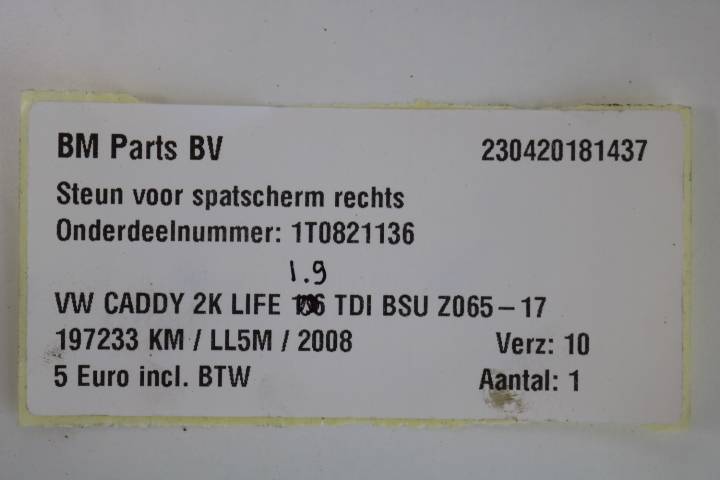 BM Parts BV 230420181437
Steun voor spatscherm rechts
Onderdeelnummer: 1T0821136
1.9
VW CADDY 2K LIFE TDI BSU Z065-17
197233 KM / LL5M / 2008 Verz: 10
5 Euro incl. BTW Aantal: 1